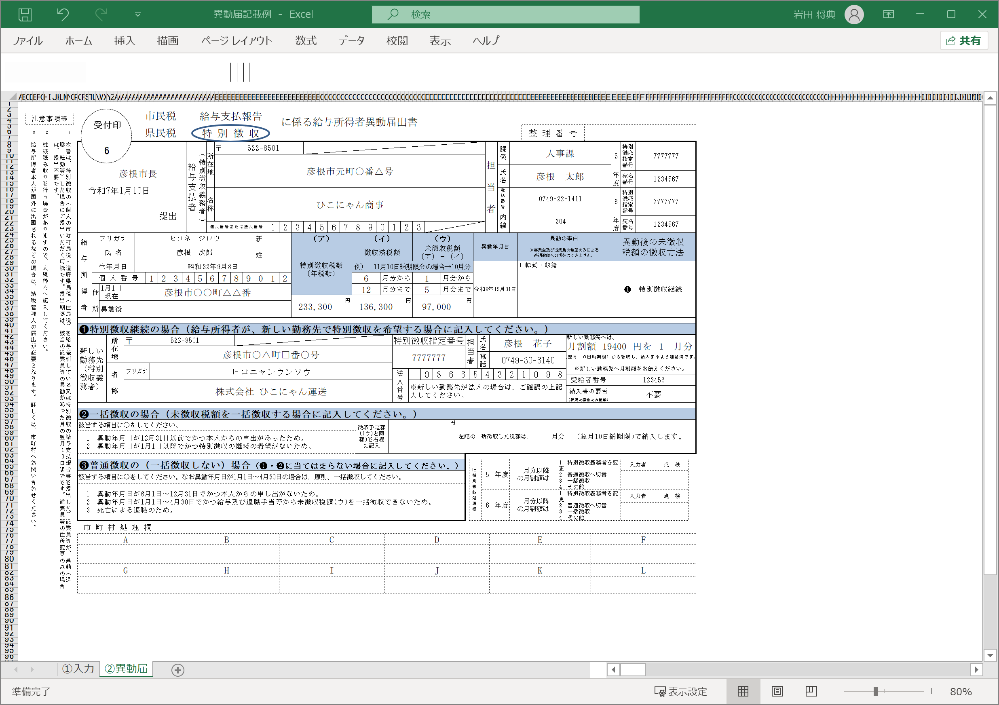 異動届記載例 - Excel
検索
岩田 将典
ファイル ホーム 挿入 描画 ページ レイアウト 数式 データ 校閲 表示 ヘルプ
共有
注意事項等
1 本書は、特別徴収の(個人の市町村民税・道府県民税(住民税)を給与差引している又は特別徴収の給与支払報告書を提出した)従業員等が、異動(退職・転勤等)した場合にご提出いただく用紙です。提出期限は、該当の従業員等の異動があった月の翌月10日までです。従業員等の住所変更のみの場合は、提出不要です。
2 機械読み取りを行う場合がありますので、太線枠内へ記入してください。
3 給与所得者本人が国外に出国されるなどの場合は、納税管理人の届出が必要となります。詳しくは、市町村へお問い合わせください。
受付印
6
市民税
県民税
給与支払報告
特別徴収
に係る給与所得者異動届出書
整理番号
彦根市長
令和7年1月10日
提出
給与支払者
(特別徴収義務者)
所在地
〒 522-8501
彦根市元町○番△号
名称
ひこにゃん商事
個人番号または法人番号 1 2 3 4 5 6 7 8 9 0 1 2 3
担当者
課係 人事課
氏名 彦根 太郎
電話番号 0749-22-1411
内線 204
5年度
特別徴収指定番号 7777777
宛名番号 1234567
6年度
特別徴収指定番号 7777777
宛名番号 1234567
給与所得者
フリガナ ヒコネ ジロウ
氏 名 彦根 次郎
新姓
生年月日 昭和32年9月8日
個人番号 1 2 3 4 5 6 7 8 9 0 1 2
住所
1月1日現在 彦根市○○町△△番
異動後
(ア)
特別徴収税額
(年税額)
233,300 円
(イ)
徴収済税額
(ウ)
未徴収税額
(ア) − (イ)
例) 11月10日納期限分の場合→10月分
6 月分から 1 月分から
12 月分まで 5 月分まで
136,300 円
97,000 円
異動年月日
令和6年12月31日
異動の事由
※事業主及び従業員の希望のみによる
普通徴収への切替はできません。
1 転勤・転籍
異動後の未徴収
税額の徴収方法
❶ 特別徴収継続
❶特別徴収継続の場合(給与所得者が、新しい勤務先で特別徴収を希望する場合に記入してください。)
新しい勤務先(特別徴収義務者)
所在地
〒 522-8501
彦根市○△町□番○号
名称
フリガナ ヒコニャンウンソウ
株式会社 ひこにゃん運送
特別徴収指定番号
7777777
担当者
氏名 彦根 花子
電話 0749-30-6140
法人番号 9 8 6 6 5 4 3 2 1 0 9 8
※新しい勤務先が法人の場合は、ご確認の上記入してください。
新しい勤務先へは、
月割額 19400 円を 1 月分
(翌月10日納期限)から徴収し、納入するよう連絡済です。
※新しい勤務先へ月割額をお伝えください。
受給者番号 123456
納入書の要否
(新規の場合のみ記載)
不要
❷一括徴収の場合(未徴収税額を一括徴収する場合に記入してください。)
該当する項目に○をしてください。
1 異動年月日が12月31日以前でかつ本人からの申出があったため。
2 異動年月日が1月1日以降でかつ特別徴収の継続の希望がないため。
徴収予定額
((ウ)と同
額)を右欄
に記入
円
左記の一括徴収した税額は、 月分 (翌月10日納期限)で納入します。
❸普通徴収の(一括徴収しない)場合(❶・❷に当てはまらない場合に記入してください。)
該当する項目に○をしてください。なお異動年月日が1月1日～4月30日の場合は、原則、一括徴収してください。
1 異動年月日が6月1日～12月31日でかつ本人からの申し出がないため。
2 異動年月日が1月1日～4月30日でかつ給与及び退職手当等から未徴収税額(ウ)を一括徴収できないため。
3 死亡による退職のため。
旧特別徴収処理欄
5 年度 月分以降の月割額は
1 特別徴収義務者を変更
2 普通徴収へ切替
3 一括徴収
4 その他
入力者 点 検
6 年度 月分以降の月割額は
1 特別徴収義務者を変更
2 普通徴収へ切替
3 一括徴収
4 その他
入力者 点 検
市町村処理欄
A B C D E F
G H I J K L
①入力 ②異動届
準備完了
表示設定
80%